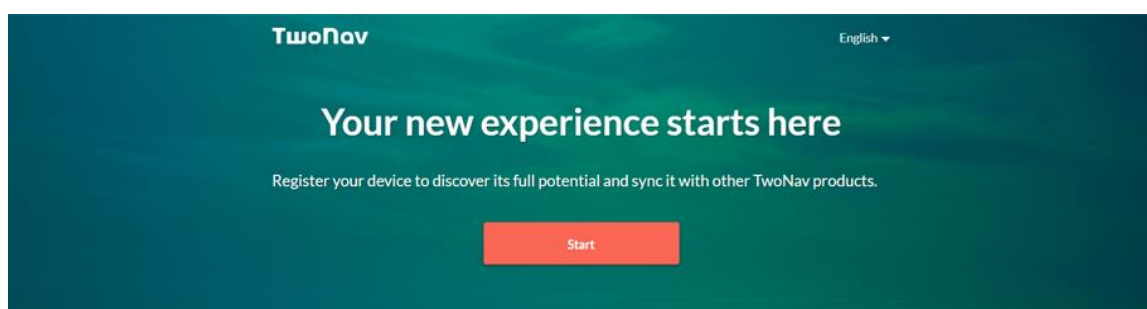 TwoNav
English
Your new experience starts here
Register your device to discover its full potential and sync it with other TwoNav products.
Start